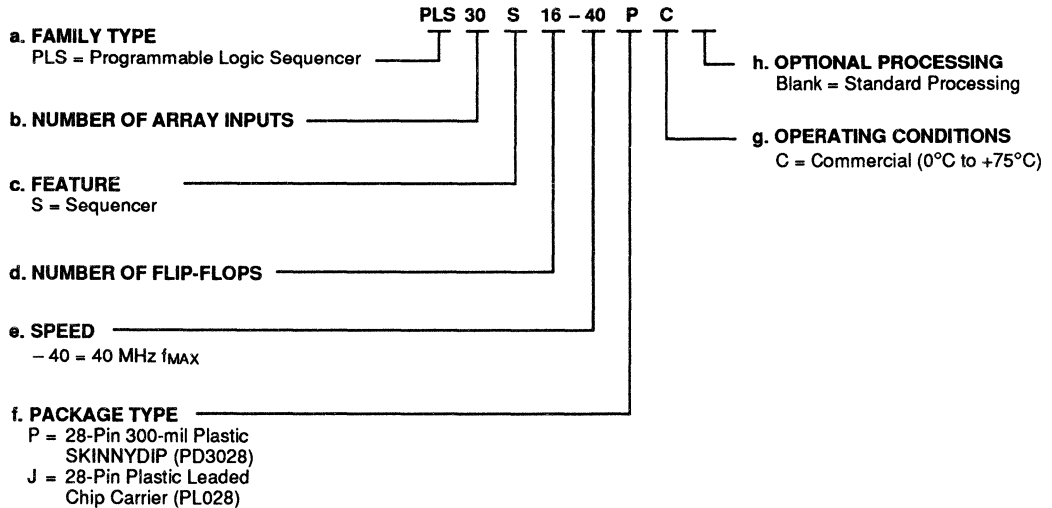 PLS 30 S 16 – 40 P C
a. FAMILY TYPE
PLS = Programmable Logic Sequencer
b. NUMBER OF ARRAY INPUTS
c. FEATURE
S = Sequencer
d. NUMBER OF FLIP-FLOPS
e. SPEED
– 40 = 40 MHz fMAX
f. PACKAGE TYPE
P = 28-Pin 300-mil Plastic
SKINNYDIP (PD3028)
J = 28-Pin Plastic Leaded
Chip Carrier (PL028)
h. OPTIONAL PROCESSING
Blank = Standard Processing
g. OPERATING CONDITIONS
C = Commercial (0°C to +75°C)